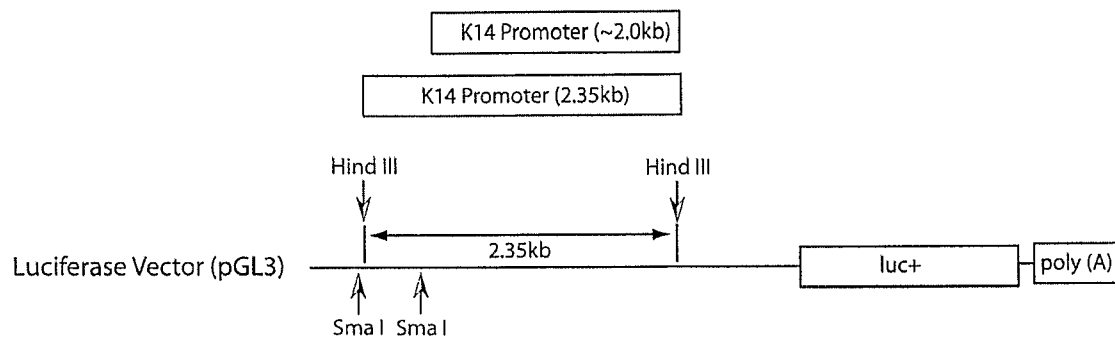 K14 Promoter (~2.0kb)
K14 Promoter (2.35kb)
Hind III Hind III
2.35kb
Luciferase Vector (pGL3) luc+ poly (A)
Sma I Sma I